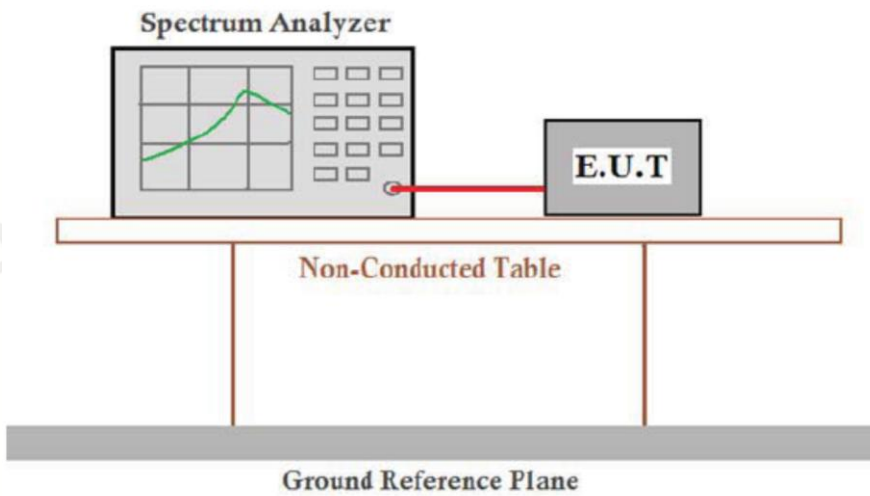 Spectrum Analyzer
E.U.T
Non-Conducted Table
Ground Reference Plane